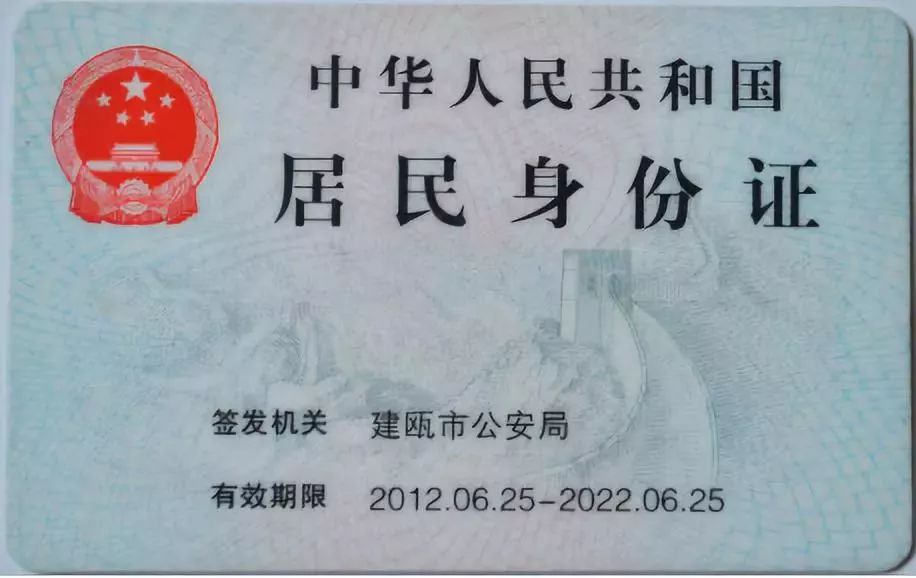 中华人民共和国
居民身份证
签发机关 建瓯市公安局
有效期限 2012.06.25-2022.06.25